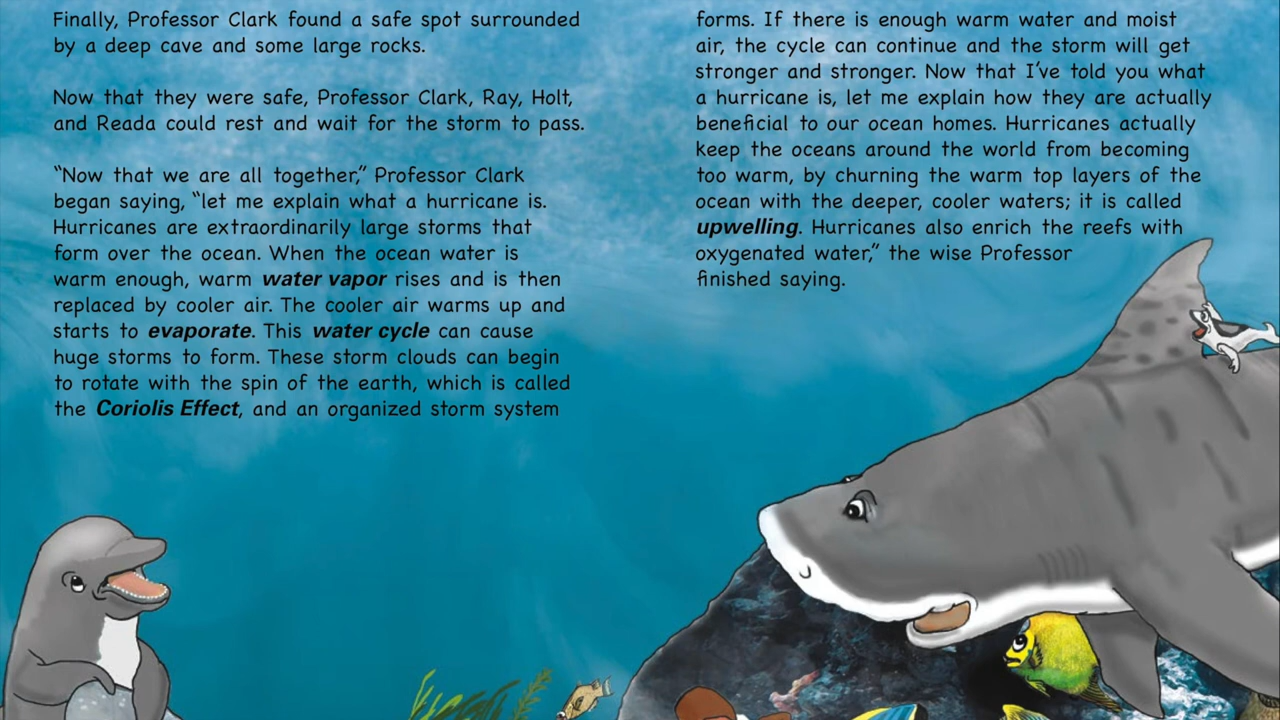 Finally, Professor Clark found a safe spot surrounded
by a deep cave and some large rocks.
Now that they were safe, Professor Clark, Ray, Holt,
and Reada could rest and wait for the storm to pass.
“Now that we are all together,” Professor Clark
began saying, “let me explain what a hurricane is.
Hurricanes are extraordinarily large storms that
form over the ocean. When the ocean water is
warm enough, warm water vapor rises and is then
replaced by cooler air. The cooler air warms up and
starts to evaporate. This water cycle can cause
huge storms to form. These storm clouds can begin
to rotate with the spin of the earth, which is called
the Coriolis Effect, and an organized storm system
forms. If there is enough warm water and moist
air, the cycle can continue and the storm will get
stronger and stronger. Now that I’ve told you what
a hurricane is, let me explain how they are actually
beneficial to our ocean homes. Hurricanes actually
keep the oceans around the world from becoming
too warm, by churning the warm top layers of the
ocean with the deeper, cooler waters; it is called
upwelling. Hurricanes also enrich the reefs with
oxygenated water,” the wise Professor
finished saying.